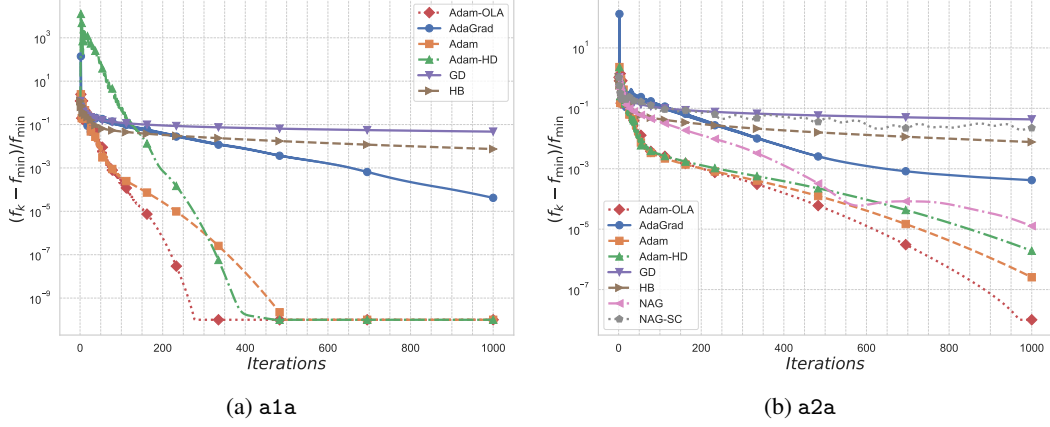 (f_k − f_min)/f_min
10^3
10^1
10^−1
10^−3
10^−5
10^−7
10^−9
0 200 400 600 800 1000
Iterations
Adam-OLA
AdaGrad
Adam
Adam-HD
GD
HB
(a) a1a
(f_k − f_min)/f_min
10^1
10^−1
10^−3
10^−5
10^−7
0 200 400 600 800 1000
Iterations
Adam-OLA
AdaGrad
Adam
Adam-HD
GD
HB
NAG
NAG-SC
(b) a2a